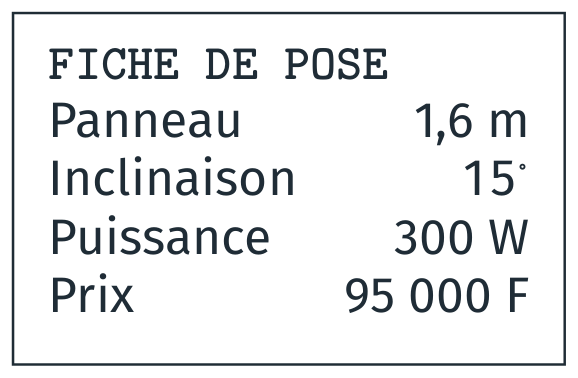 FICHE DE POSE
Panneau 1,6 m
Inclinaison 15°
Puissance 300 W
Prix 95 000 F